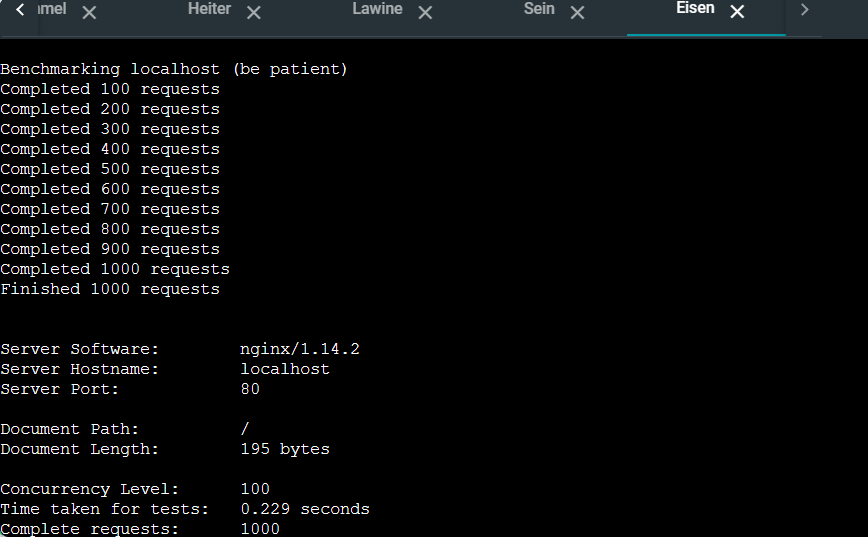 Heiter Lawine Sein Eisen
Benchmarking localhost (be patient)
Completed 100 requests
Completed 200 requests
Completed 300 requests
Completed 400 requests
Completed 500 requests
Completed 600 requests
Completed 700 requests
Completed 800 requests
Completed 900 requests
Completed 1000 requests
Finished 1000 requests
Server Software: nginx/1.14.2
Server Hostname: localhost
Server Port: 80
Document Path: /
Document Length: 195 bytes
Concurrency Level: 100
Time taken for tests: 0.229 seconds
Complete requests: 1000